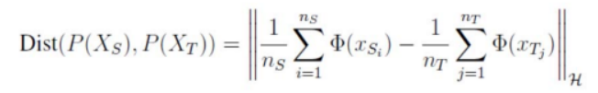 Dist(P(X_S), P(X_T)) = \left\| \frac{1}{n_S} \sum_{i=1}^{n_S} \Phi(x_{S_i}) - \frac{1}{n_T} \sum_{j=1}^{n_T} \Phi(x_{T_j}) \right\|_{\mathcal{H}}